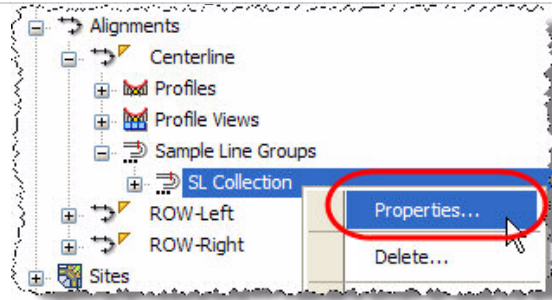 Alignments
Centerline
Profiles
Profile Views
Sample Line Groups
SL Collection
Properties...
ROW-Left
ROW-Right
Delete...
Sites